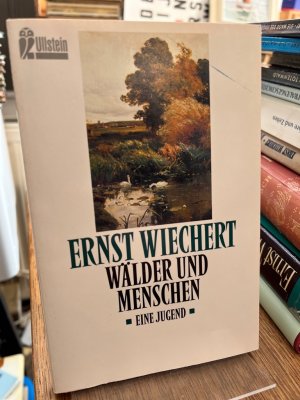 Ullstein
ERNST WIECHERT
WÄLDER UND
MENSCHEN
EINE JUGEND